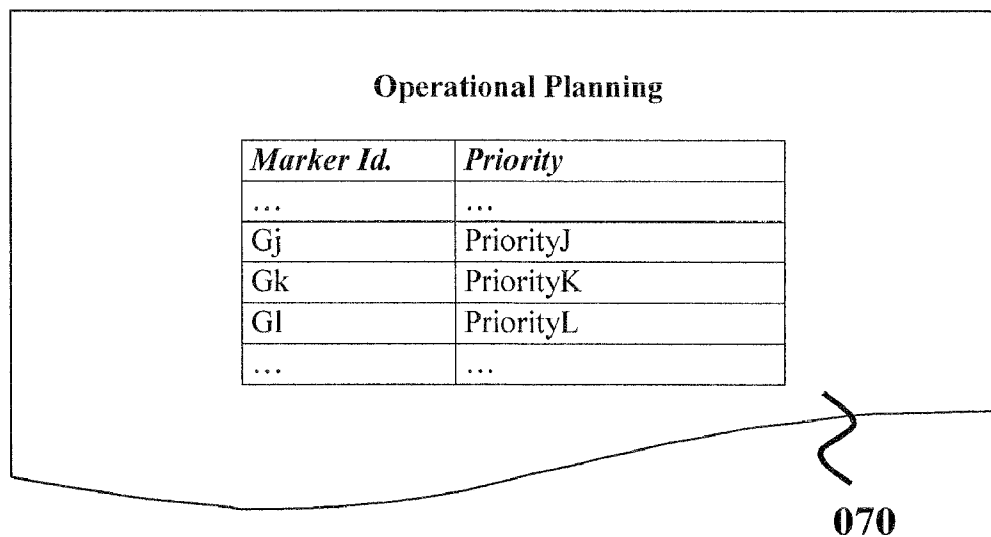 Operational Planning
Marker Id. Priority
... ...
Gj PriorityJ
Gk PriorityK
Gl PriorityL
... ...
070